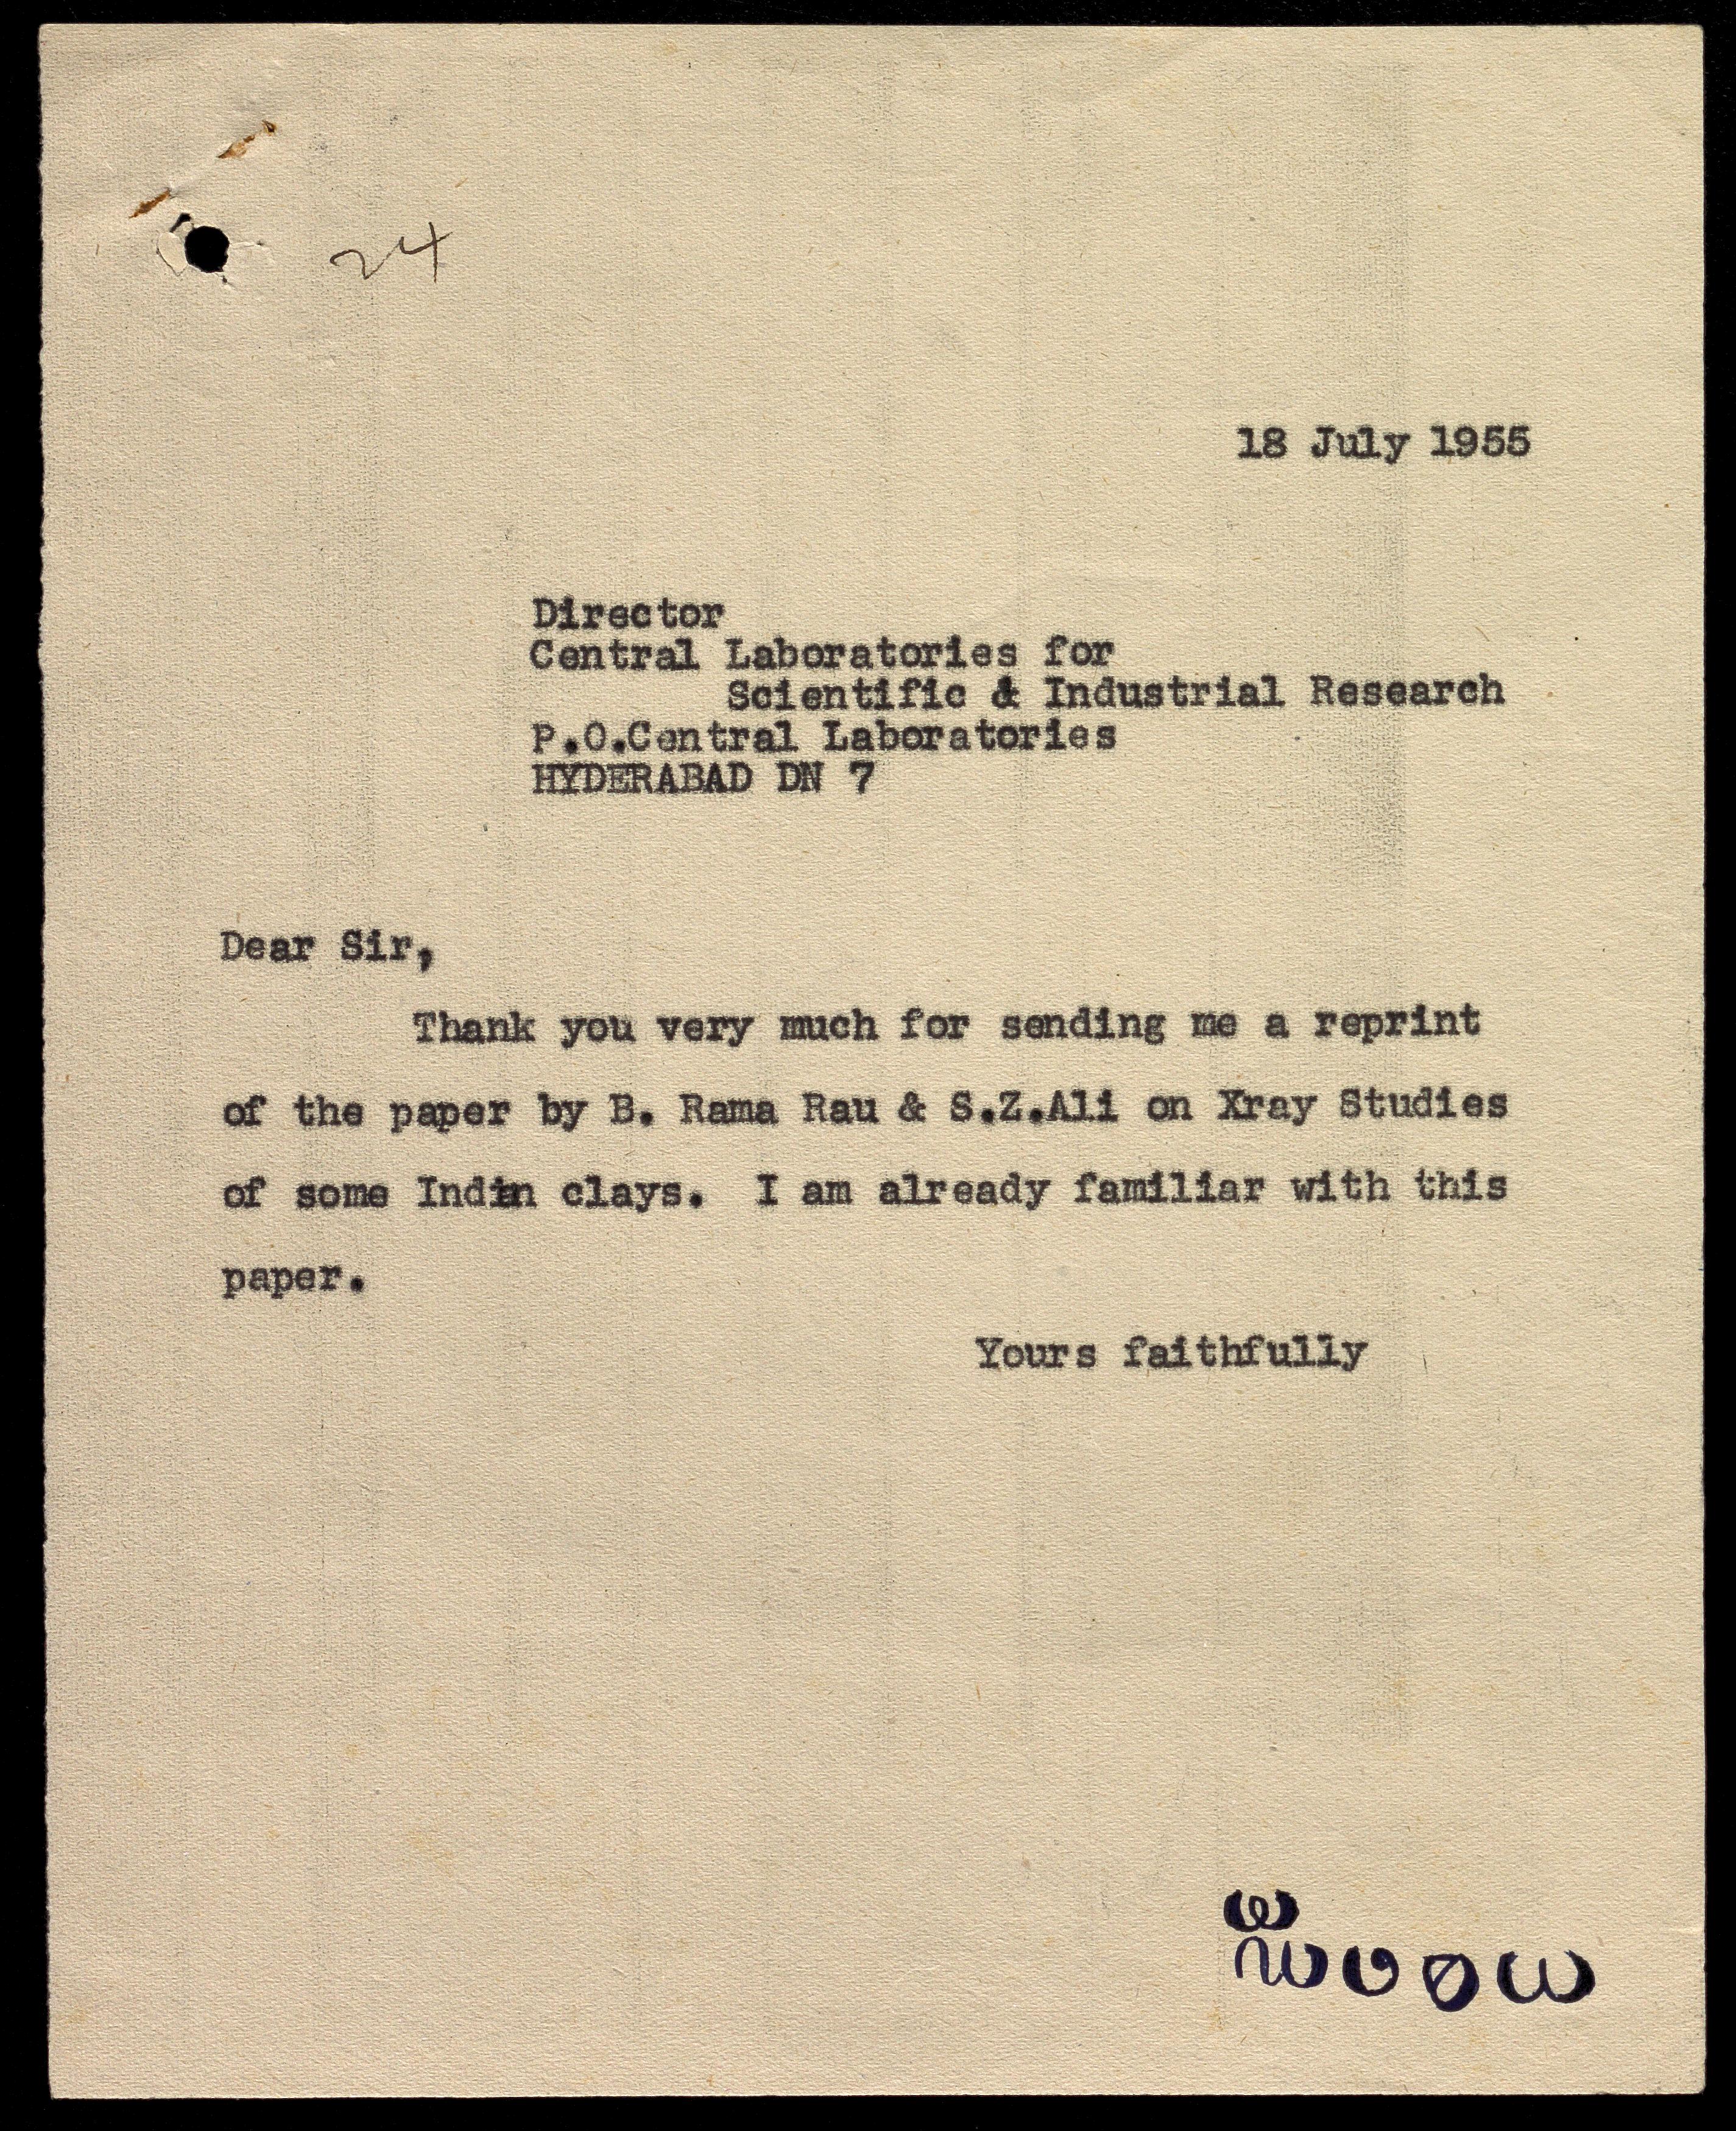 24
18 July 1955
Director
Central Laboratories for
Scientific & Industrial Research
P.O.Central Laboratories
HYDERABAD DN 7
Dear Sir,
Thank you very much for sending me a reprint
of the paper by B. Rama Rau & S.Z.Ali on Xray Studies
of some Indian clays. I am already familiar with this
paper.
Yours faithfully